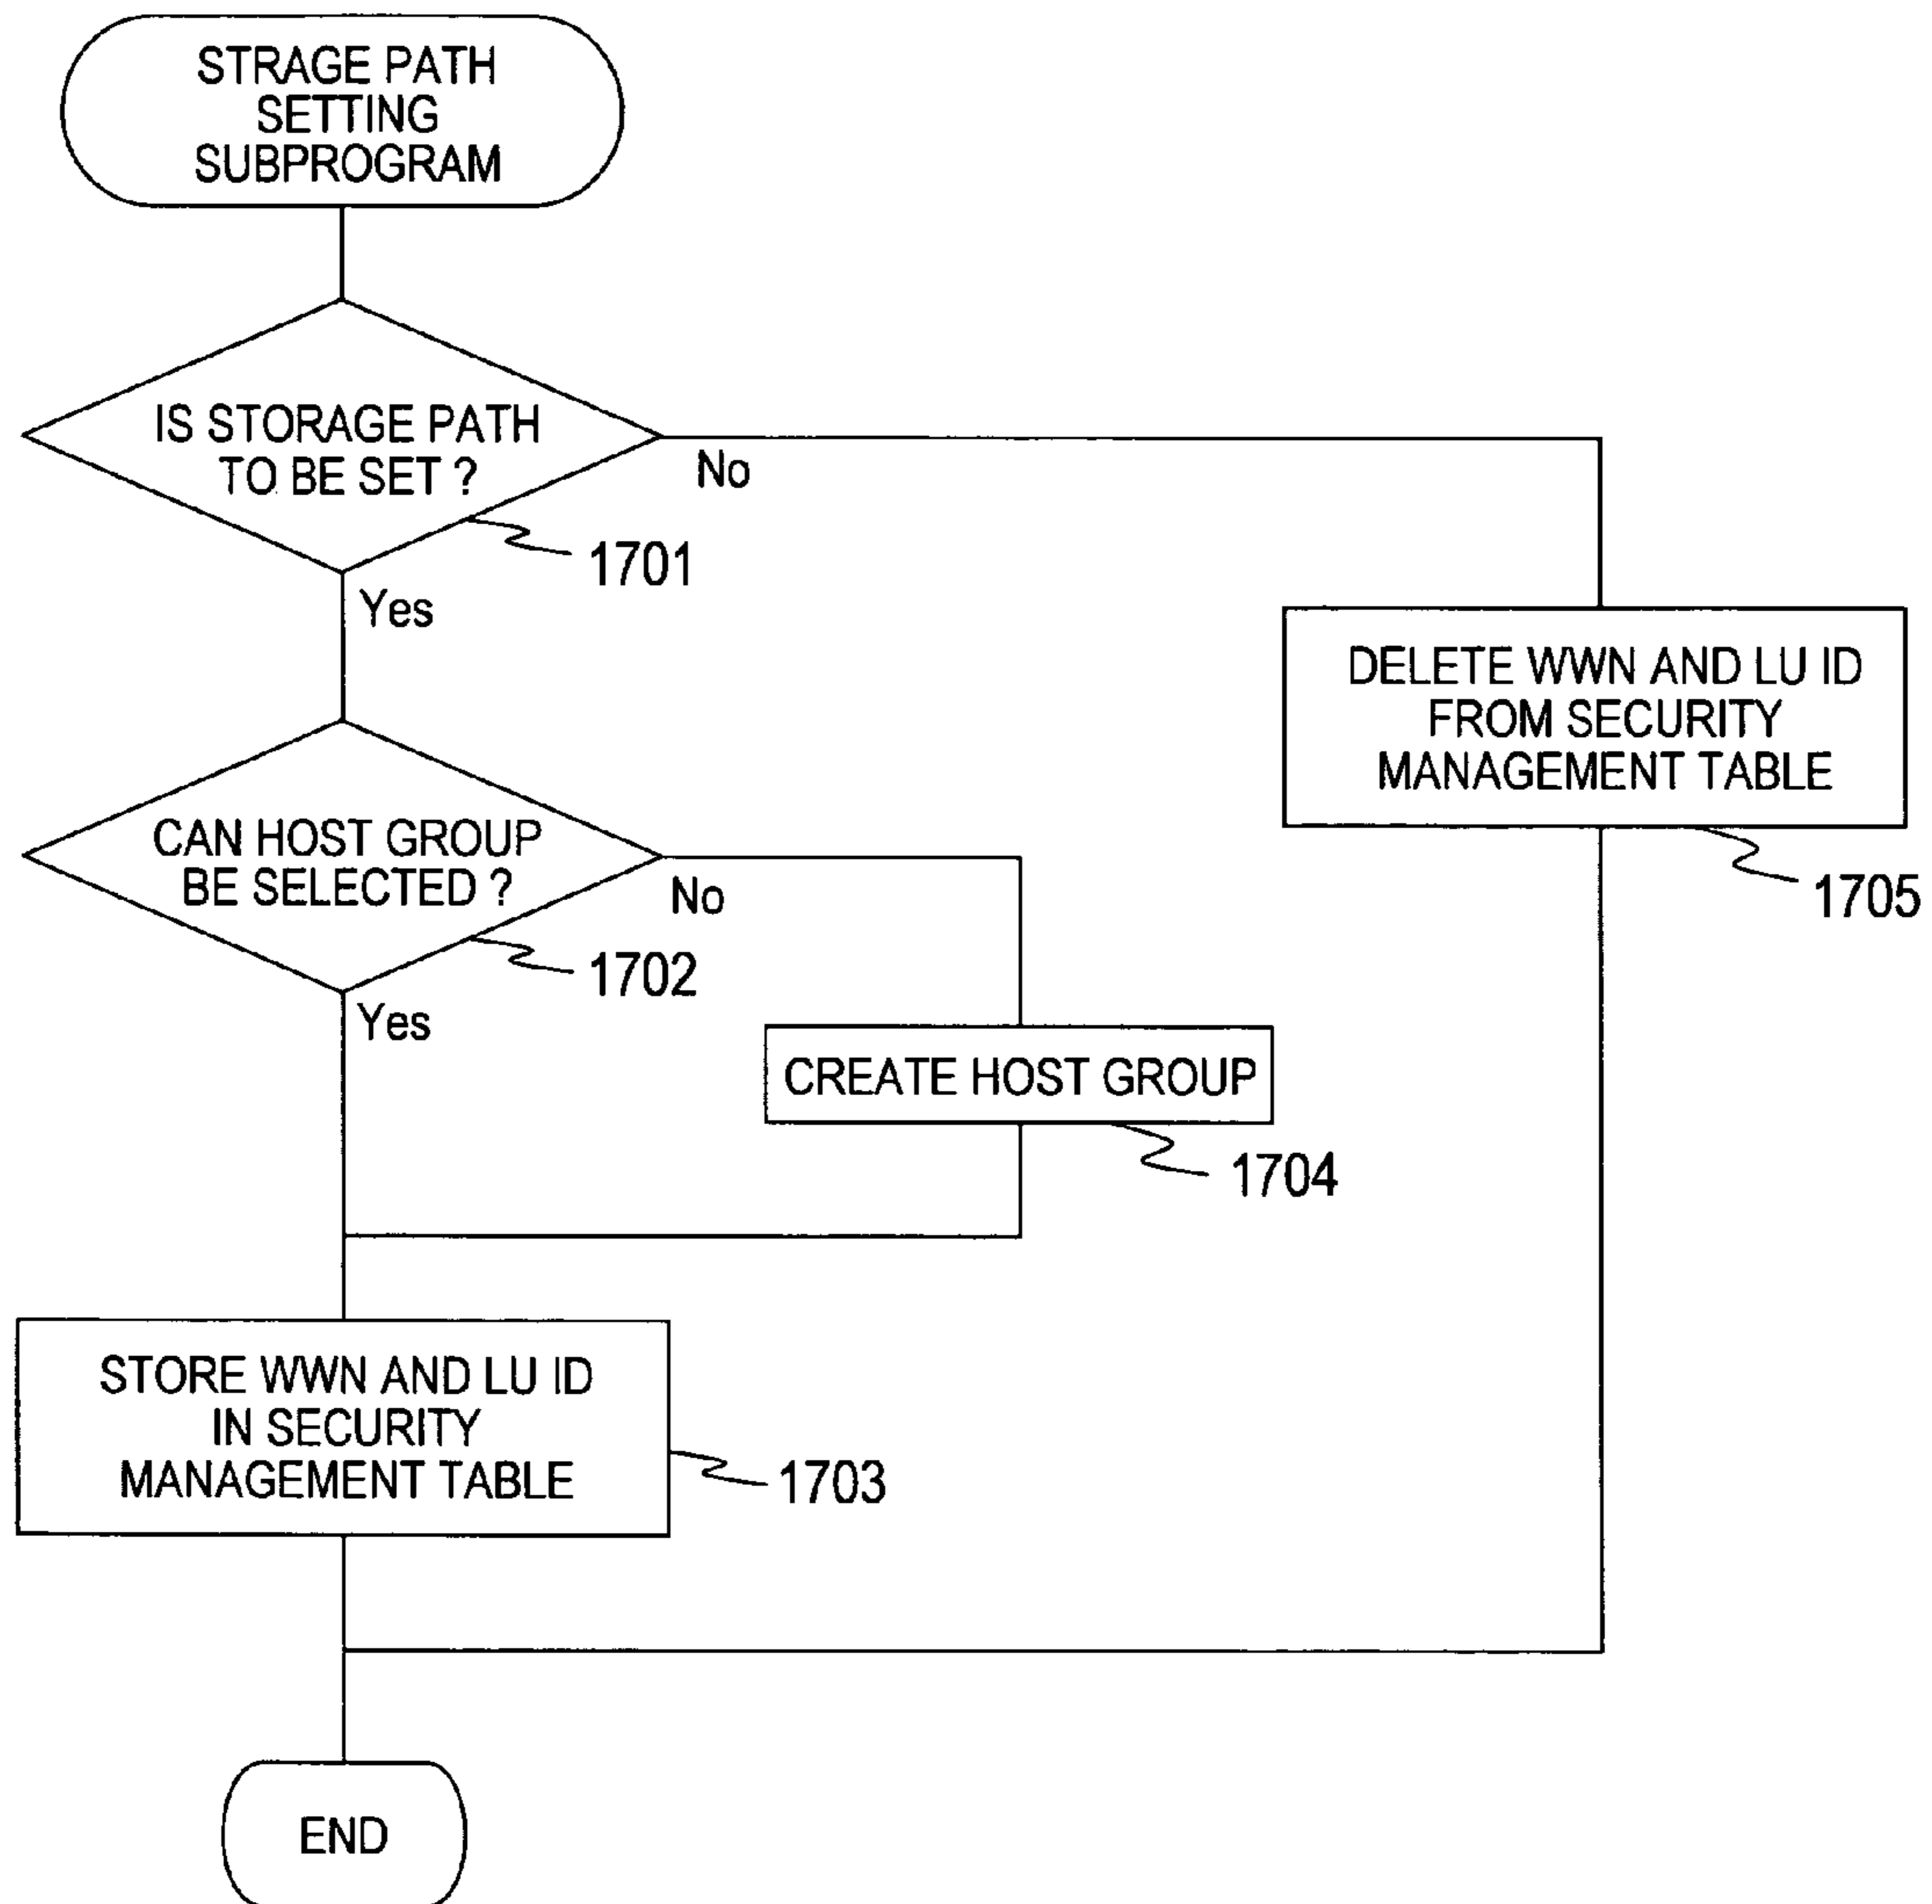 STRAGE PATH
SETTING
SUBPROGRAM
IS STORAGE PATH
TO BE SET ?
No
1701
Yes
DELETE WWN AND LU ID
FROM SECURITY
MANAGEMENT TABLE
1705
CAN HOST GROUP
BE SELECTED ?
No
1702
Yes
CREATE HOST GROUP
1704
STORE WWN AND LU ID
IN SECURITY
MANAGEMENT TABLE
1703
END